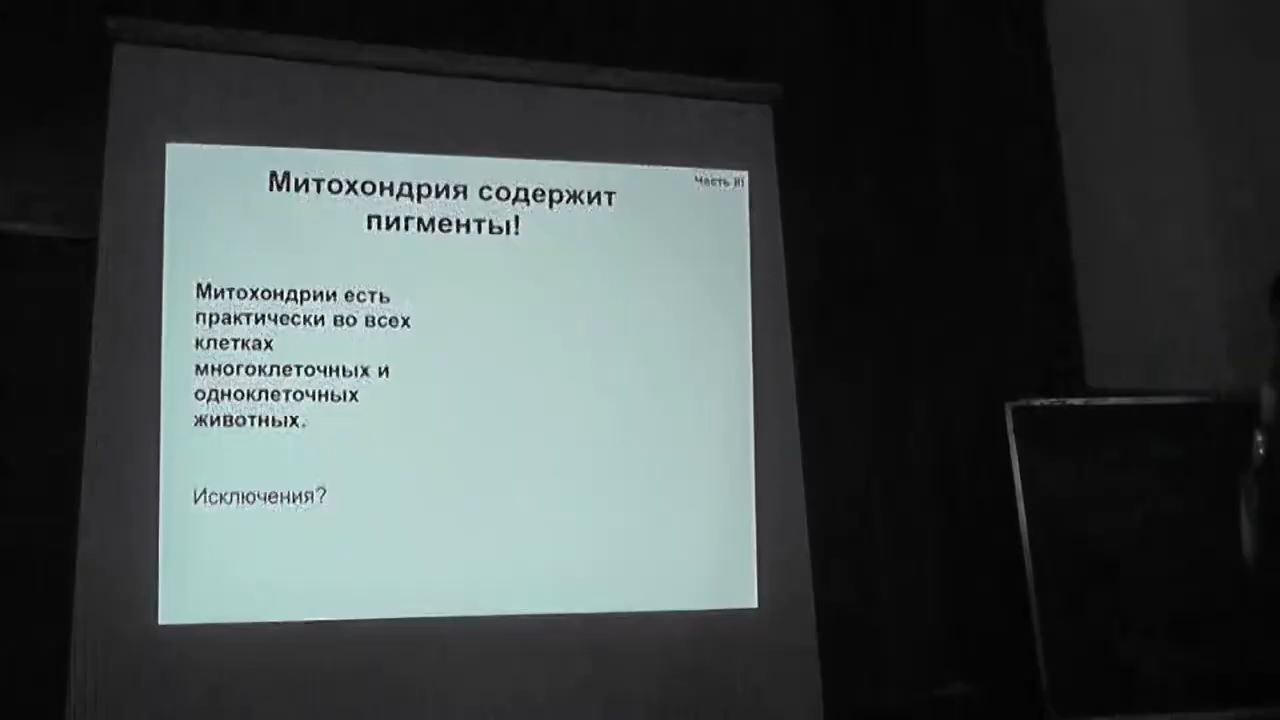 Часть III
Митохондрия содержит
пигменты!
Митохондрии есть
практически во всех
клетках
многоклеточных и
одноклеточных
животных.
Исключения?